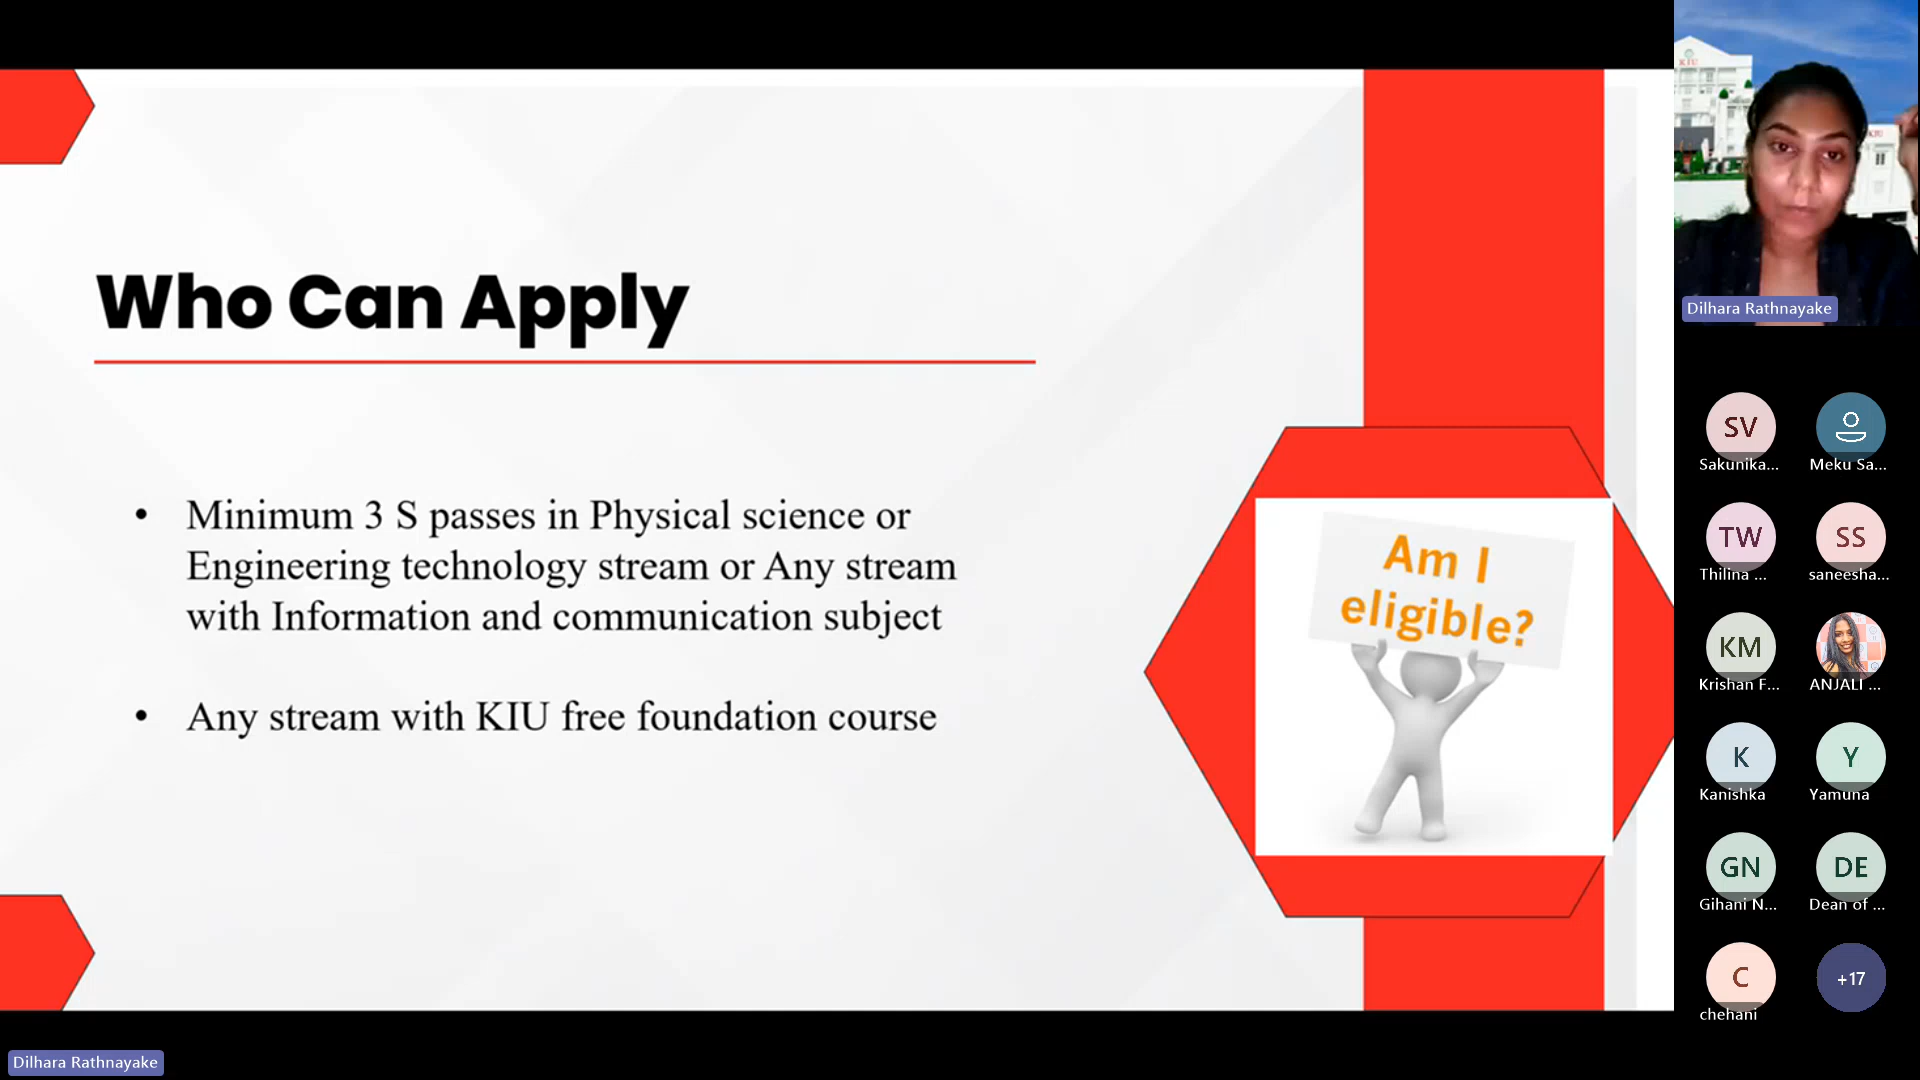 Who Can Apply
• Minimum 3 S passes in Physical science or
Engineering technology stream or Any stream
with Information and communication subject
• Any stream with KIU free foundation course
Am I
eligible?
KIU
KIU
Dilhara Rathnayake
SV
Sakunika...
Meku Sa...
TW
Thilina ...
SS
saneesha...
KM
Krishan F...
ANJALI ...
K
Kanishka
Y
Yamuna
GN
Gihani N...
DE
Dean of ...
C
chehani
+17
Dilhara Rathnayake